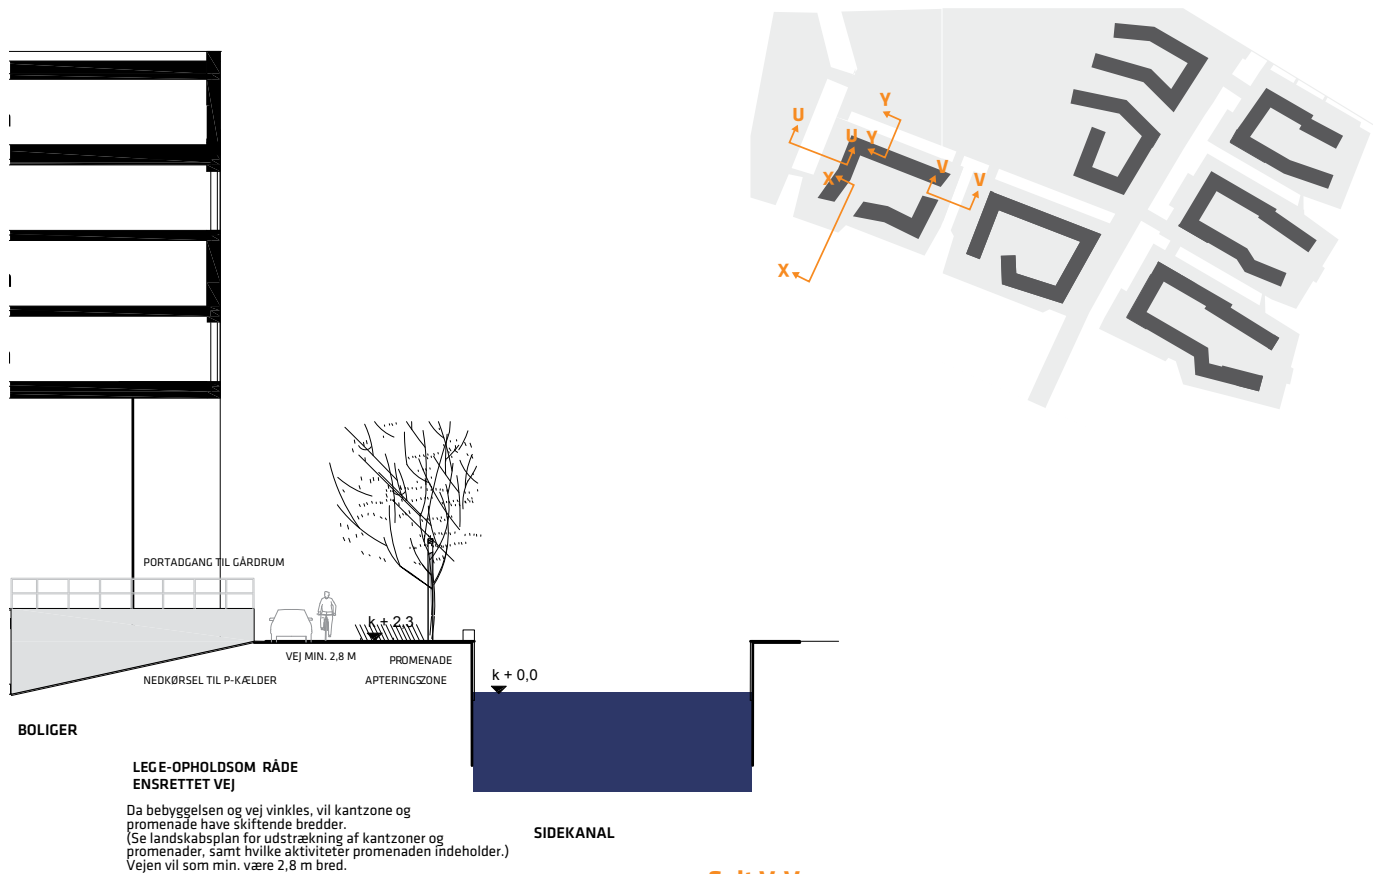 Y
U
U
Y
V
V
X
X
PORTADGANG TIL GÅRDRUM
k + 2,3
VEJ MIN. 2,8 M
PROMENADE
NEDKØRSEL TIL P-KÆLDER
APTERINGSZONE
k + 0,0
BOLIGER
LEGE-OPHOLDSOM RÅDE
ENSRETTET VEJ
Da bebyggelsen og vej vinkles, vil kantzone og
promenade have skiftende bredder.
(Se landskabsplan for udstrækning af kantzoner og
promenader, samt hvilke aktiviteter promenaden indeholder.)
Vejen vil som min. være 2,8 m bred.
SIDEKANAL